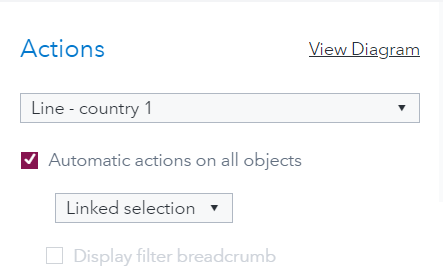 Actions View Diagram
Line - country 1
Automatic actions on all objects
Linked selection
Display filter breadcrumb